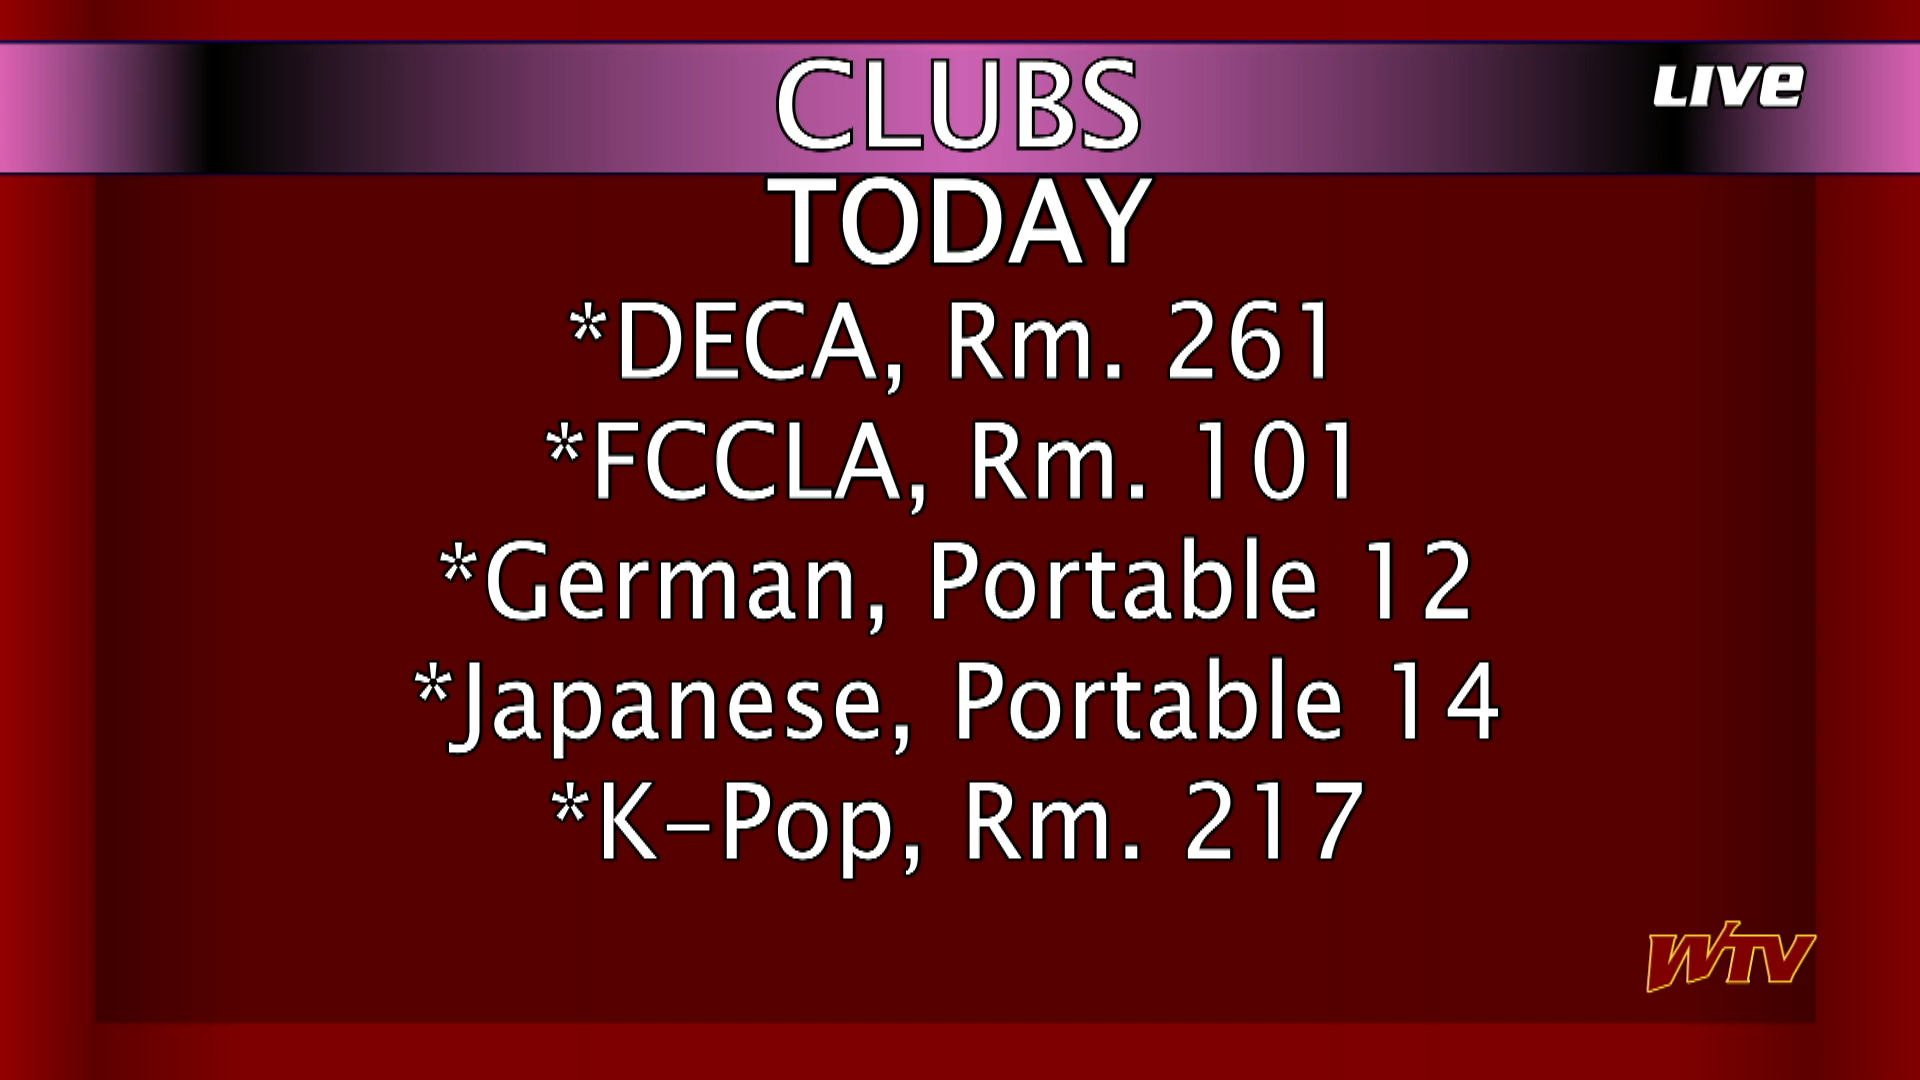 CLUBS
LIVE
TODAY
*DECA, Rm. 261
*FCCLA, Rm. 101
*German, Portable 12
*Japanese, Portable 14
*K-Pop, Rm. 217
WTV